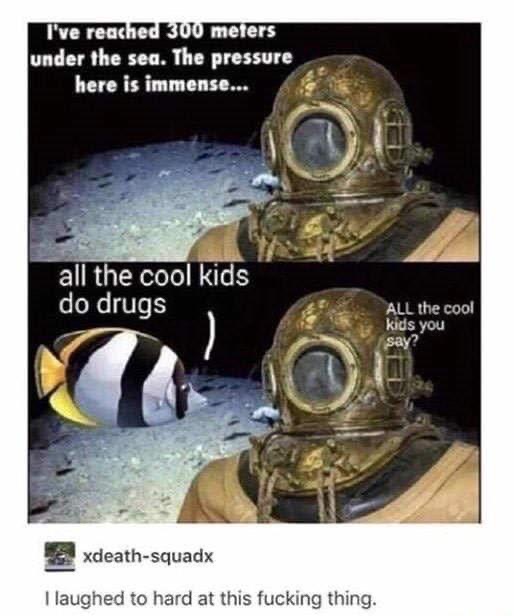 I've reached 300 meters
under the sea. The pressure
here is immense...
all the cool kids
do drugs
ALL the cool
kids you
say?
xdeath-squadx
I laughed to hard at this fucking thing.